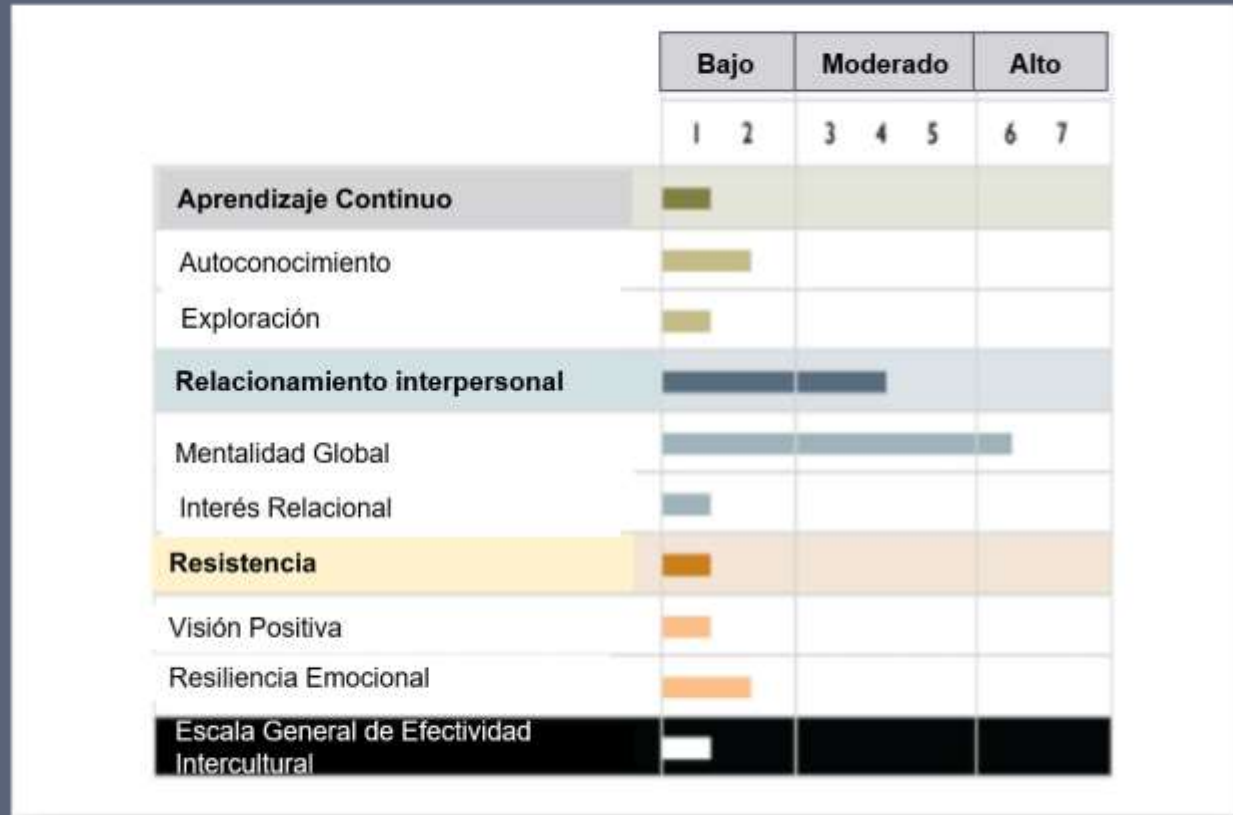 Bajo Moderado Alto
1 2 3 4 5 6 7
Aprendizaje Continuo
Autoconocimiento
Exploración
Relacionamiento interpersonal
Mentalidad Global
Interés Relacional
Resistencia
Visión Positiva
Resiliencia Emocional
Escala General de Efectividad
Intercultural